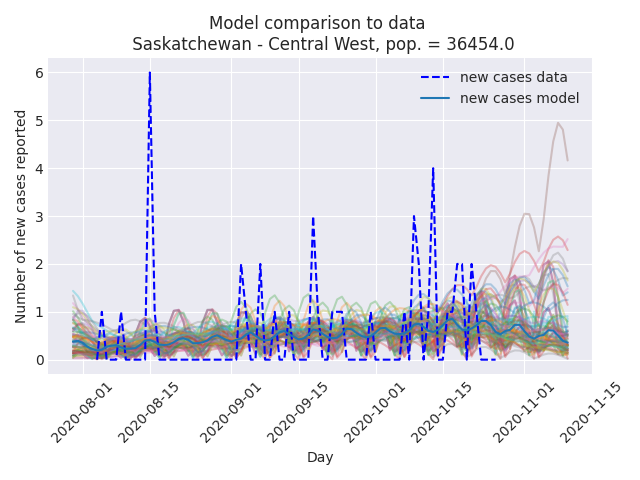 Model comparison to data
Saskatchewan - Central West, pop. = 36454.0
new cases data
new cases model
Number of new cases reported
6
5
4
3
2
1
0
2020-08-01
2020-08-15
2020-09-01
2020-09-15
2020-10-01
2020-10-15
2020-11-01
2020-11-15
Day